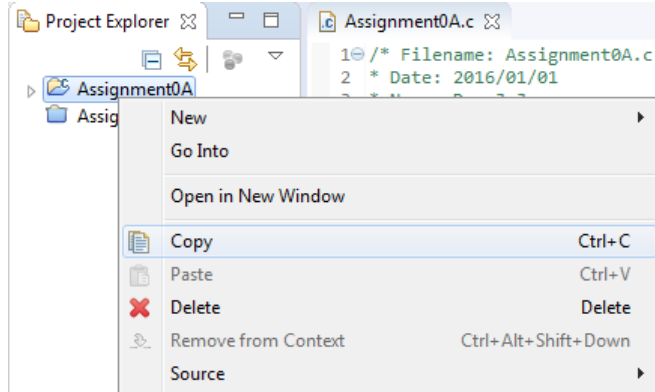 Project Explorer
Assignment0A.c
1 /* Filename: Assignment0A.c
2 * Date: 2016/01/01
Assignment0A
Assig
New
Go Into
Open in New Window
Copy Ctrl+C
Paste Ctrl+V
Delete Delete
Remove from Context Ctrl+Alt+Shift+Down
Source